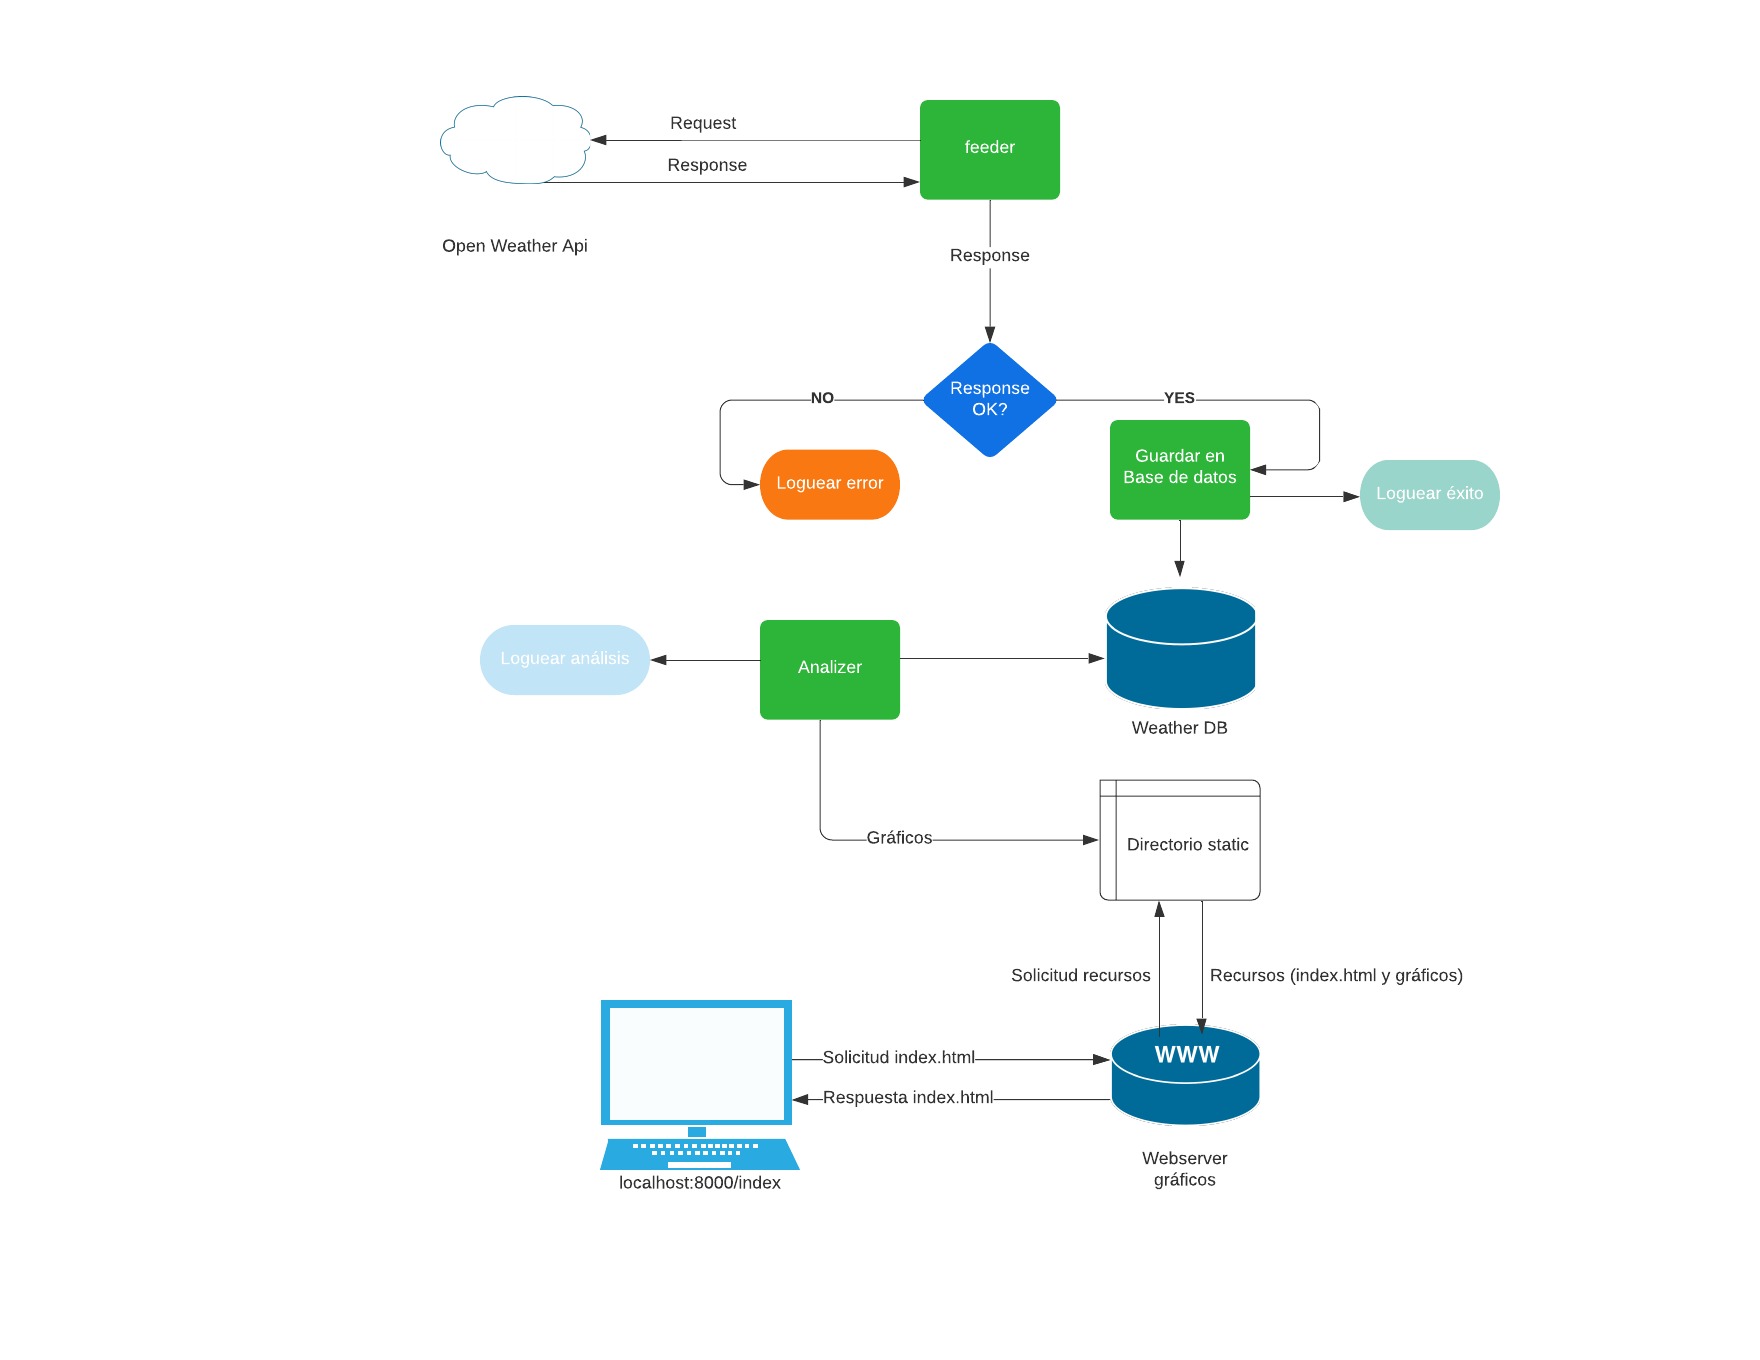 Request
feeder
Response
Open Weather Api
Response
Response
OK?
NO
YES
Guardar en
Base de datos
Loguear error
Loguear éxito
Loguear análisis
Analizer
Weather DB
Gráficos
Directorio static
Solicitud recursos
Recursos (index.html y gráficos)
WWW
Solicitud index.html
Respuesta index.html
Webserver
gráficos
localhost:8000/index